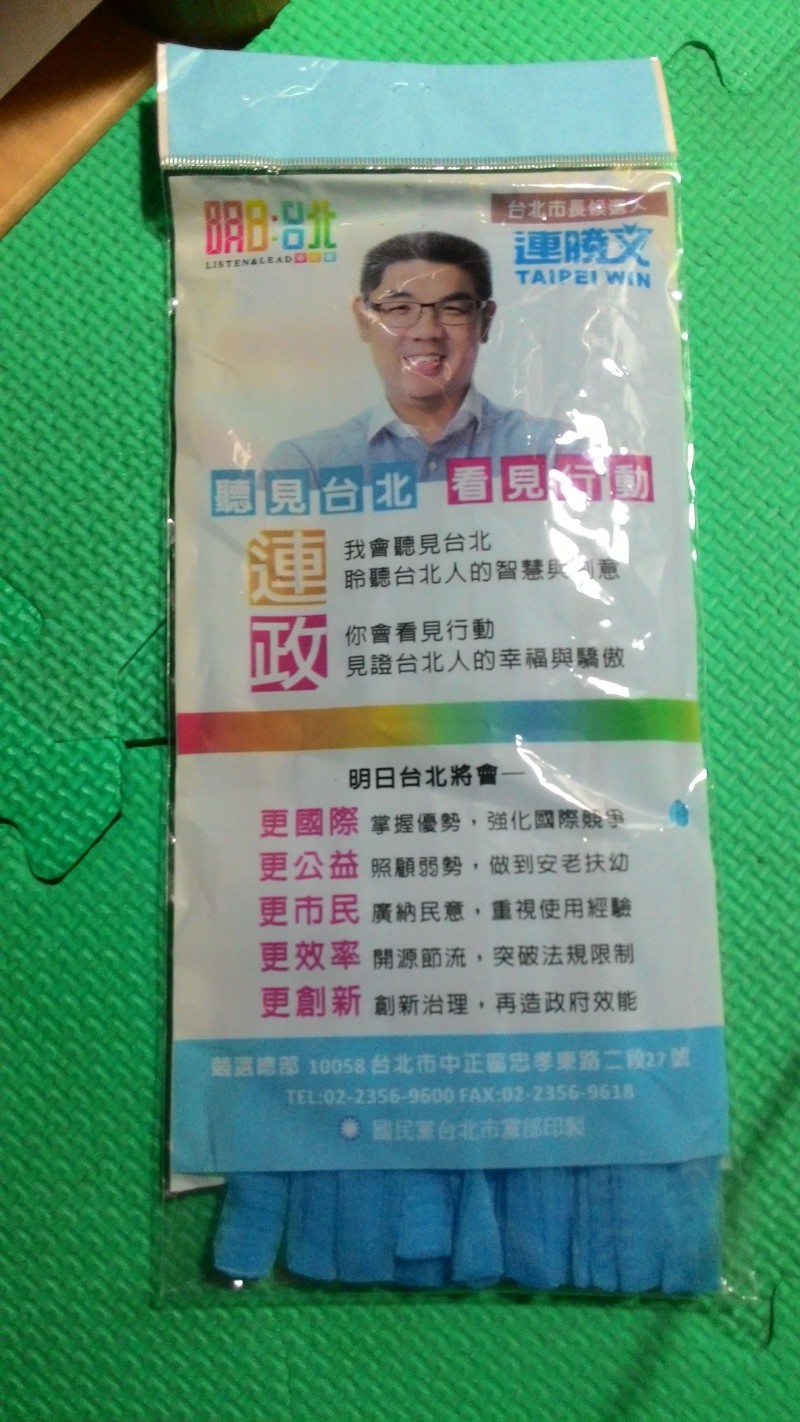 明日:台北
LISTEN&LEAD
台北市長候選人
連勝文
TAIPEI WIN
聽見台北 看見行動
連 我會聽見台北
聆聽台北人的智慧與創意
政 你會看見行動
見證台北人的幸福與驕傲
明日台北將會—
更國際 掌握優勢，強化國際競爭
更公益 照顧弱勢，做到安老扶幼
更市民 廣納民意，重視使用經驗
更效率 開源節流，突破法規限制
更創新 創新治理，再造政府效能
競選總部 10058台北市中正區忠孝東路二段27號
TEL:02-2356-9600 FAX:02-2356-9618
國民黨台北市黨部印製